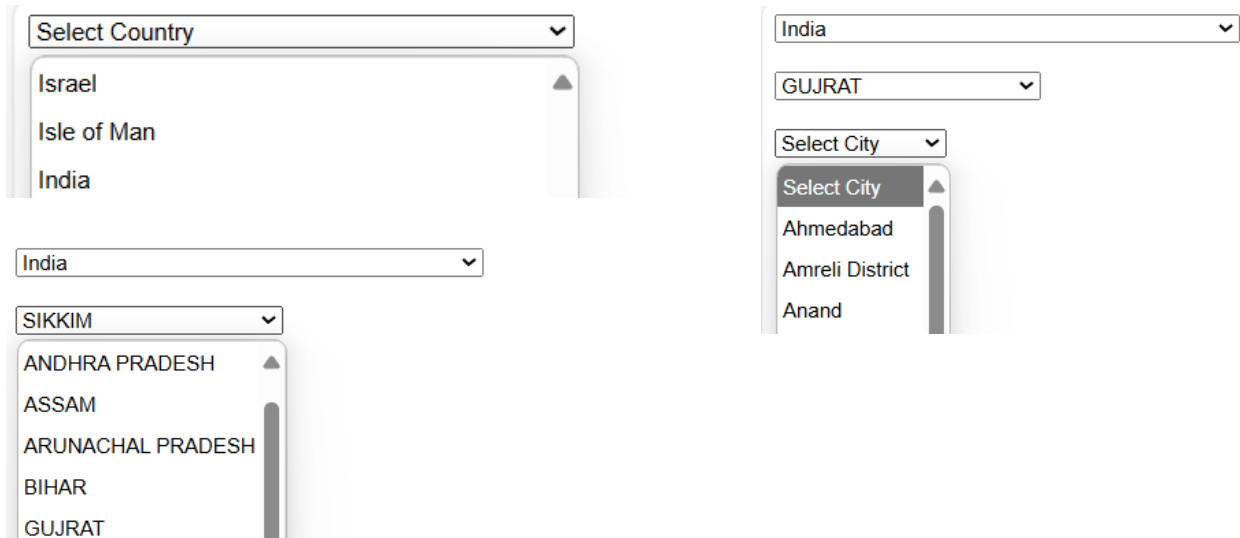 Select Country
Israel
Isle of Man
India
India
SIKKIM
ANDHRA PRADESH
ASSAM
ARUNACHAL PRADESH
BIHAR
GUJRAT
India
GUJRAT
Select City
Select City
Ahmedabad
Amreli District
Anand